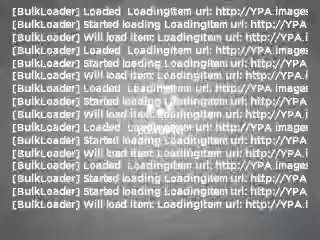 [BulkLoader] Loaded LoadingItem url: http://YPA.image
[BulkLoader] Started loading LoadingItem url: http://YPA
[BulkLoader] Will load item: LoadingItem url: http://YPA.i
[BulkLoader] Loaded LoadingItem url: http://YPA.image
[BulkLoader] Started loading LoadingItem url: http://YPA
[BulkLoader] Will load item: LoadingItem url: http://YPA.i
[BulkLoader] Loaded LoadingItem url: http://YPA.image
[BulkLoader] Started loading LoadingItem url: http://YPA
[BulkLoader] Will load item: LoadingItem url: http://YPA.i
[BulkLoader] Loaded LoadingItem url: http://YPA.image
[BulkLoader] Started loading LoadingItem url: http://YPA
[BulkLoader] Will load item: LoadingItem url: http://YPA.i
[BulkLoader] Loaded LoadingItem url: http://YPA.image
[BulkLoader] Started loading LoadingItem url: http://YPA
[BulkLoader] Started loading LoadingItem url: http://YPA
[BulkLoader] Will load item: LoadingItem url: http://YPA.i